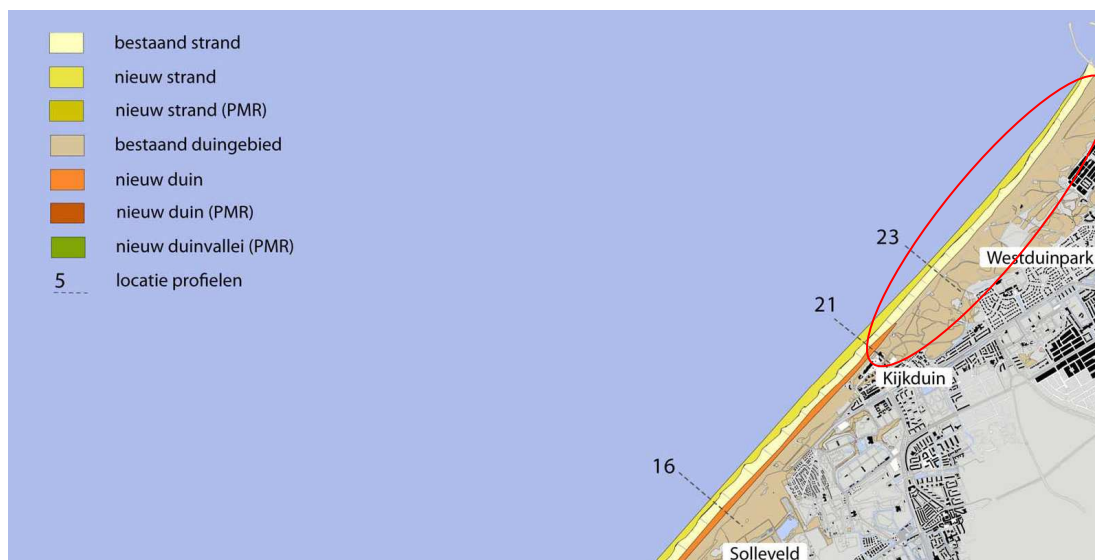 bestaand strand
nieuw strand
nieuw strand (PMR)
bestaand duingebied
nieuw duin
nieuw duin (PMR)
nieuw duinvallei (PMR)
5 locatie profielen
23
Westduinpark
21
Kijkduin
16
Solleveld